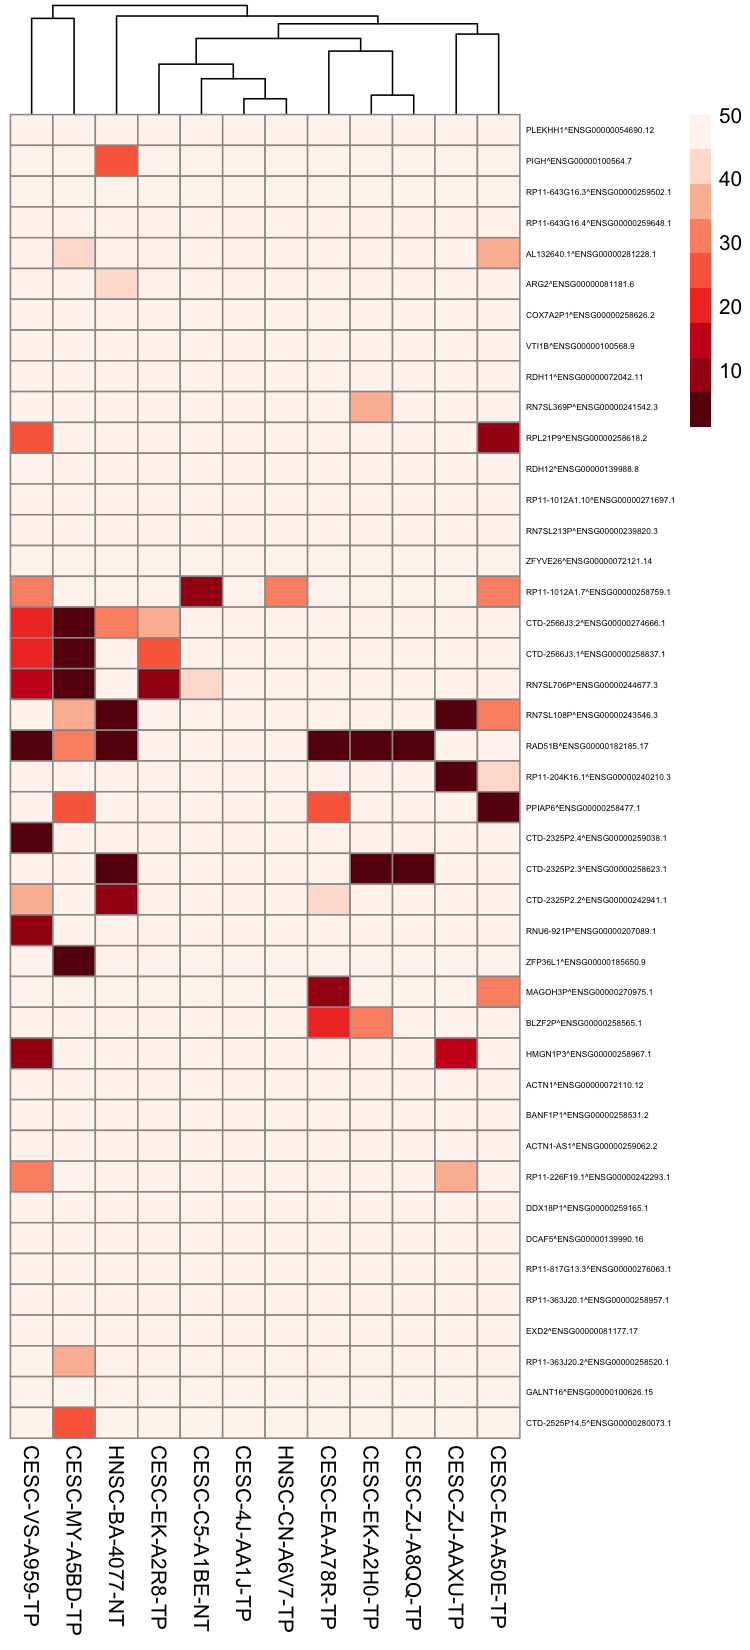 50
40
30
20
10
PLEKHH1^ENSG00000054690.12
PIGH^ENSG00000100564.7
RP11-643G16.3^ENSG00000259502.1
RP11-643G16.4^ENSG00000259648.1
AL132640.1^ENSG00000281228.1
ARG2^ENSG00000081181.6
COX7A2P1^ENSG00000258626.2
VTI1B^ENSG00000100568.9
RDH11^ENSG00000072042.11
RN7SL369P^ENSG00000241542.3
RPL21P9^ENSG00000258618.2
RDH12^ENSG00000139988.8
RP11-1012A1.10^ENSG00000271697.1
RN7SL213P^ENSG00000239820.3
ZFYVE26^ENSG00000072121.14
RP11-1012A1.7^ENSG00000258759.1
CTD-2566J3.2^ENSG00000274666.1
CTD-2566J3.1^ENSG00000258837.1
RN7SL706P^ENSG00000244677.3
RN7SL108P^ENSG00000243546.3
RAD51B^ENSG00000182185.17
RP11-204K16.1^ENSG00000240210.3
PPIAP6^ENSG00000258477.1
CTD-2325P2.4^ENSG00000259038.1
CTD-2325P2.3^ENSG00000258623.1
CTD-2325P2.2^ENSG00000242941.1
RNU6-921P^ENSG00000207089.1
ZFP36L1^ENSG00000185650.9
MAGOH3P^ENSG00000270975.1
BLZF2P^ENSG00000258565.1
HMGN1P3^ENSG00000258967.1
ACTN1^ENSG00000072110.12
BANF1P1^ENSG00000258531.2
ACTN1-AS1^ENSG00000259062.2
RP11-226F19.1^ENSG00000242293.1
DDX18P1^ENSG00000259165.1
DCAF5^ENSG00000139990.16
RP11-817G13.3^ENSG00000276063.1
RP11-363J20.1^ENSG00000258957.1
EXD2^ENSG00000081177.17
RP11-363J20.2^ENSG00000258520.1
GALNT16^ENSG00000100626.15
CTD-2525P14.5^ENSG00000280073.1
CESC-VS-A959-TP
CESC-MY-A5BD-TP
HNSC-BA-4077-NT
CESC-EK-A2R8-TP
CESC-C5-A1BE-NT
CESC-4J-AA1J-TP
HNSC-CN-A6V7-TP
CESC-EA-A78R-TP
CESC-EK-A2H0-TP
CESC-ZJ-A8QQ-TP
CESC-ZJ-AAXU-TP
CESC-EA-A50E-TP